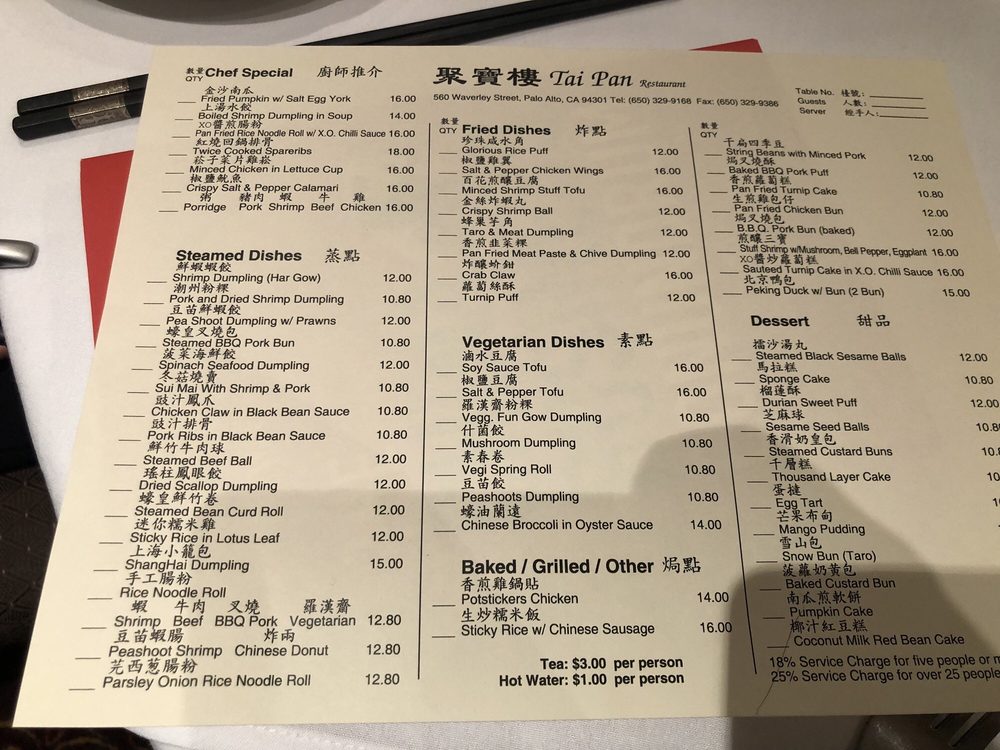 聚寶樓 Tai Pan Restaurant
560 Waverley Street, Palo Alto, CA 94301 Tel: (650) 329-9168 Fax: (650) 329-9386
Table No. 檯號:
Guests 人數:
Server 經手人:
數量
QTY
Chef Special 廚師推介
金沙南瓜
Fried Pumpkin w/ Salt Egg York 16.00
上湯水餃
Boiled Shrimp Dumpling in Soup 14.00
XO醬煎腸粉
Pan Fried Rice Noodle Roll w/ X.O. Chilli Sauce 16.00
紅燒回鍋排骨
Twice Cooked Spareribs 18.00
菘子菜片雞崧
Minced Chicken in Lettuce Cup 16.00
椒鹽魷魚
Crispy Salt & Pepper Calamari 16.00
粥 豬肉 蝦 牛 雞
Porridge Pork Shrimp Beef Chicken 16.00
Steamed Dishes 蒸點
鮮蝦蝦餃
Shrimp Dumpling (Har Gow) 12.00
潮州粉粿
Pork and Dried Shrimp Dumpling 10.80
豆苗鮮蝦餃
Pea Shoot Dumpling w/ Prawns 12.00
蠔皇叉燒包
Steamed BBQ Pork Bun 10.80
菠菜海鮮餃
Spinach Seafood Dumpling 12.00
冬菇燒賣
Sui Mai With Shrimp & Pork 10.80
豉汁鳳爪
Chicken Claw in Black Bean Sauce 10.80
豉汁排骨
Pork Ribs in Black Bean Sauce 10.80
鮮竹牛肉球
Steamed Beef Ball 12.00
瑤柱鳳眼餃
Dried Scallop Dumpling 12.00
蠔皇鮮竹卷
Steamed Bean Curd Roll 12.00
迷你糯米雞
Sticky Rice in Lotus Leaf 12.00
上海小籠包
ShangHai Dumpling 15.00
手工腸粉
Rice Noodle Roll
蝦 牛肉 叉燒 羅漢齋
Shrimp Beef BBQ Pork Vegetarian 12.80
豆苗蝦腸 炸兩
Peashoot Shrimp Chinese Donut 12.80
芫西蔥腸粉
Parsley Onion Rice Noodle Roll 12.80
數量
QTY
Fried Dishes 炸點
珍珠咸水角
Glorious Rice Puff 12.00
椒鹽雞翼
Salt & Pepper Chicken Wings 16.00
百花煎釀豆腐
Minced Shrimp Stuff Tofu 16.00
金絲炸蝦丸
Crispy Shrimp Ball 12.00
蜂巢芋角
Taro & Meat Dumpling 12.00
香煎韭菜粿
Pan Fried Meat Paste & Chive Dumpling 12.00
炸釀蚧鉗
Crab Claw 16.00
蘿蔔絲酥
Turnip Puff 12.00
Vegetarian Dishes 素點
滷水豆腐
Soy Sauce Tofu 16.00
椒鹽豆腐
Salt & Pepper Tofu 16.00
羅漢齋粉粿
Vegg. Fun Gow Dumpling 10.80
什菌餃
Mushroom Dumpling 10.80
素春卷
Vegi Spring Roll 10.80
豆苗餃
Peashoots Dumpling 10.80
蠔油蘭遠
Chinese Broccoli in Oyster Sauce 14.00
Baked / Grilled / Other 焗點
香煎雞鍋貼
Potstickers Chicken 14.00
生炒糯米飯
Sticky Rice w/ Chinese Sausage 16.00
Tea: $3.00 per person
Hot Water: $1.00 per person
數量
QTY
干扁四季豆
String Beans with Minced Pork 12.00
焗叉燒酥
Baked BBQ Pork Puff 12.00
香煎蘿蔔糕
Pan Fried Turnip Cake 10.80
生煎雞包仔
Pan Fried Chicken Bun 12.00
焗叉燒包
B.B.Q. Pork Bun (baked) 12.00
煎釀三寶
Stuff Shrimp w/Mushroom, Bell Pepper, Eggplant 16.00
XO醬炒蘿蔔糕
Sauteed Turnip Cake in X.O. Chilli Sauce 16.00
北京鴨包
Peking Duck w/ Bun (2 Bun) 15.00
Dessert 甜品
擂沙湯丸
Steamed Black Sesame Balls 12.00
馬拉糕
Sponge Cake 10.80
榴蓮酥
Durian Sweet Puff 12.00
芝麻球
Sesame Seed Balls 10.8
香滑奶皇包
Steamed Custard Buns 10.
千層糕
Thousand Layer Cake 10
蛋撻
Egg Tart
芒果布甸
Mango Pudding
雪山包
Snow Bun (Taro)
菠蘿奶黃包
Baked Custard Bun
南瓜煎軟餅
Pumpkin Cake
椰汁紅豆糕
Coconut Milk Red Bean Cake
18% Service Charge for five people or m
25% Service Charge for over 25 people